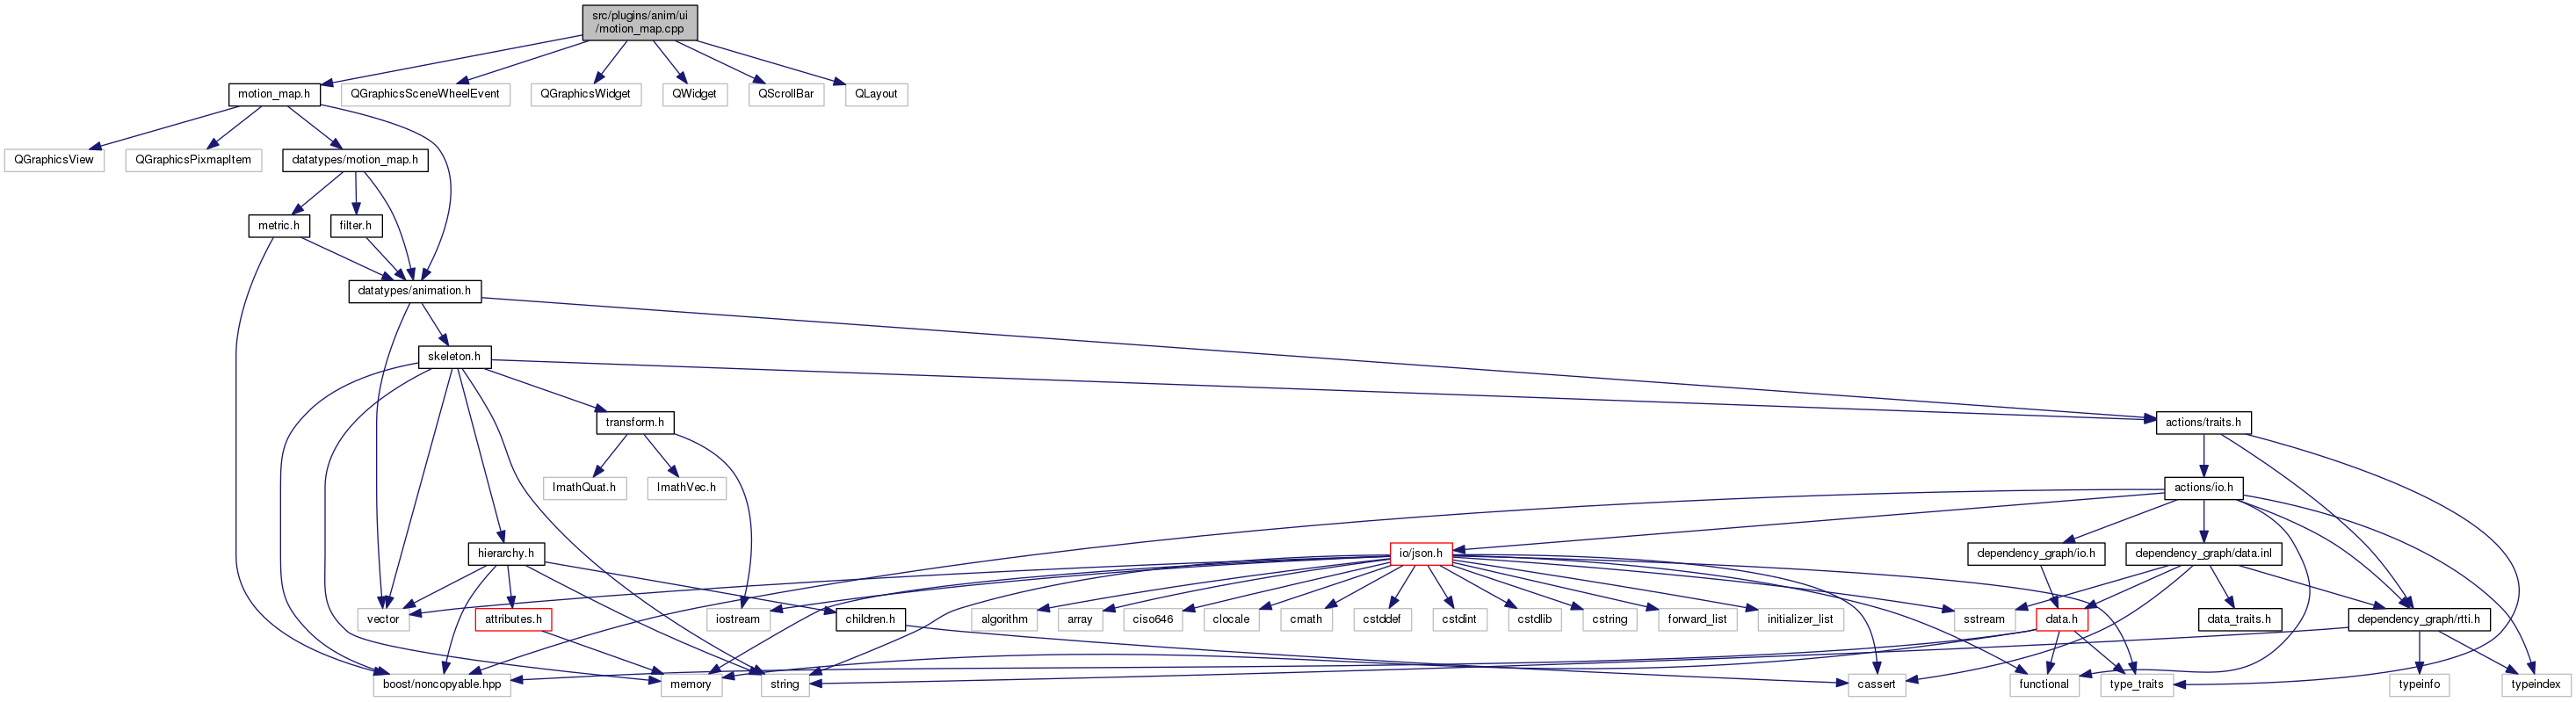 src/plugins/anim/ui
/motion_map.cpp
motion_map.h
QGraphicsSceneWheelEvent
QGraphicsWidget
QWidget
QScrollBar
QLayout
QGraphicsView
QGraphicsPixmapItem
datatypes/motion_map.h
metric.h
filter.h
datatypes/animation.h
skeleton.h
transform.h
actions/traits.h
ImathQuat.h
ImathVec.h
actions/io.h
hierarchy.h
io/json.h
dependency_graph/io.h
dependency_graph/data.inl
vector
attributes.h
iostream
children.h
algorithm
array
ciso646
clocale
cmath
cstddef
cstdint
cstdlib
cstring
forward_list
initializer_list
sstream
data.h
data_traits.h
dependency_graph/rtti.h
boost/noncopyable.hpp
memory
string
cassert
functional
type_traits
typeinfo
typeindex